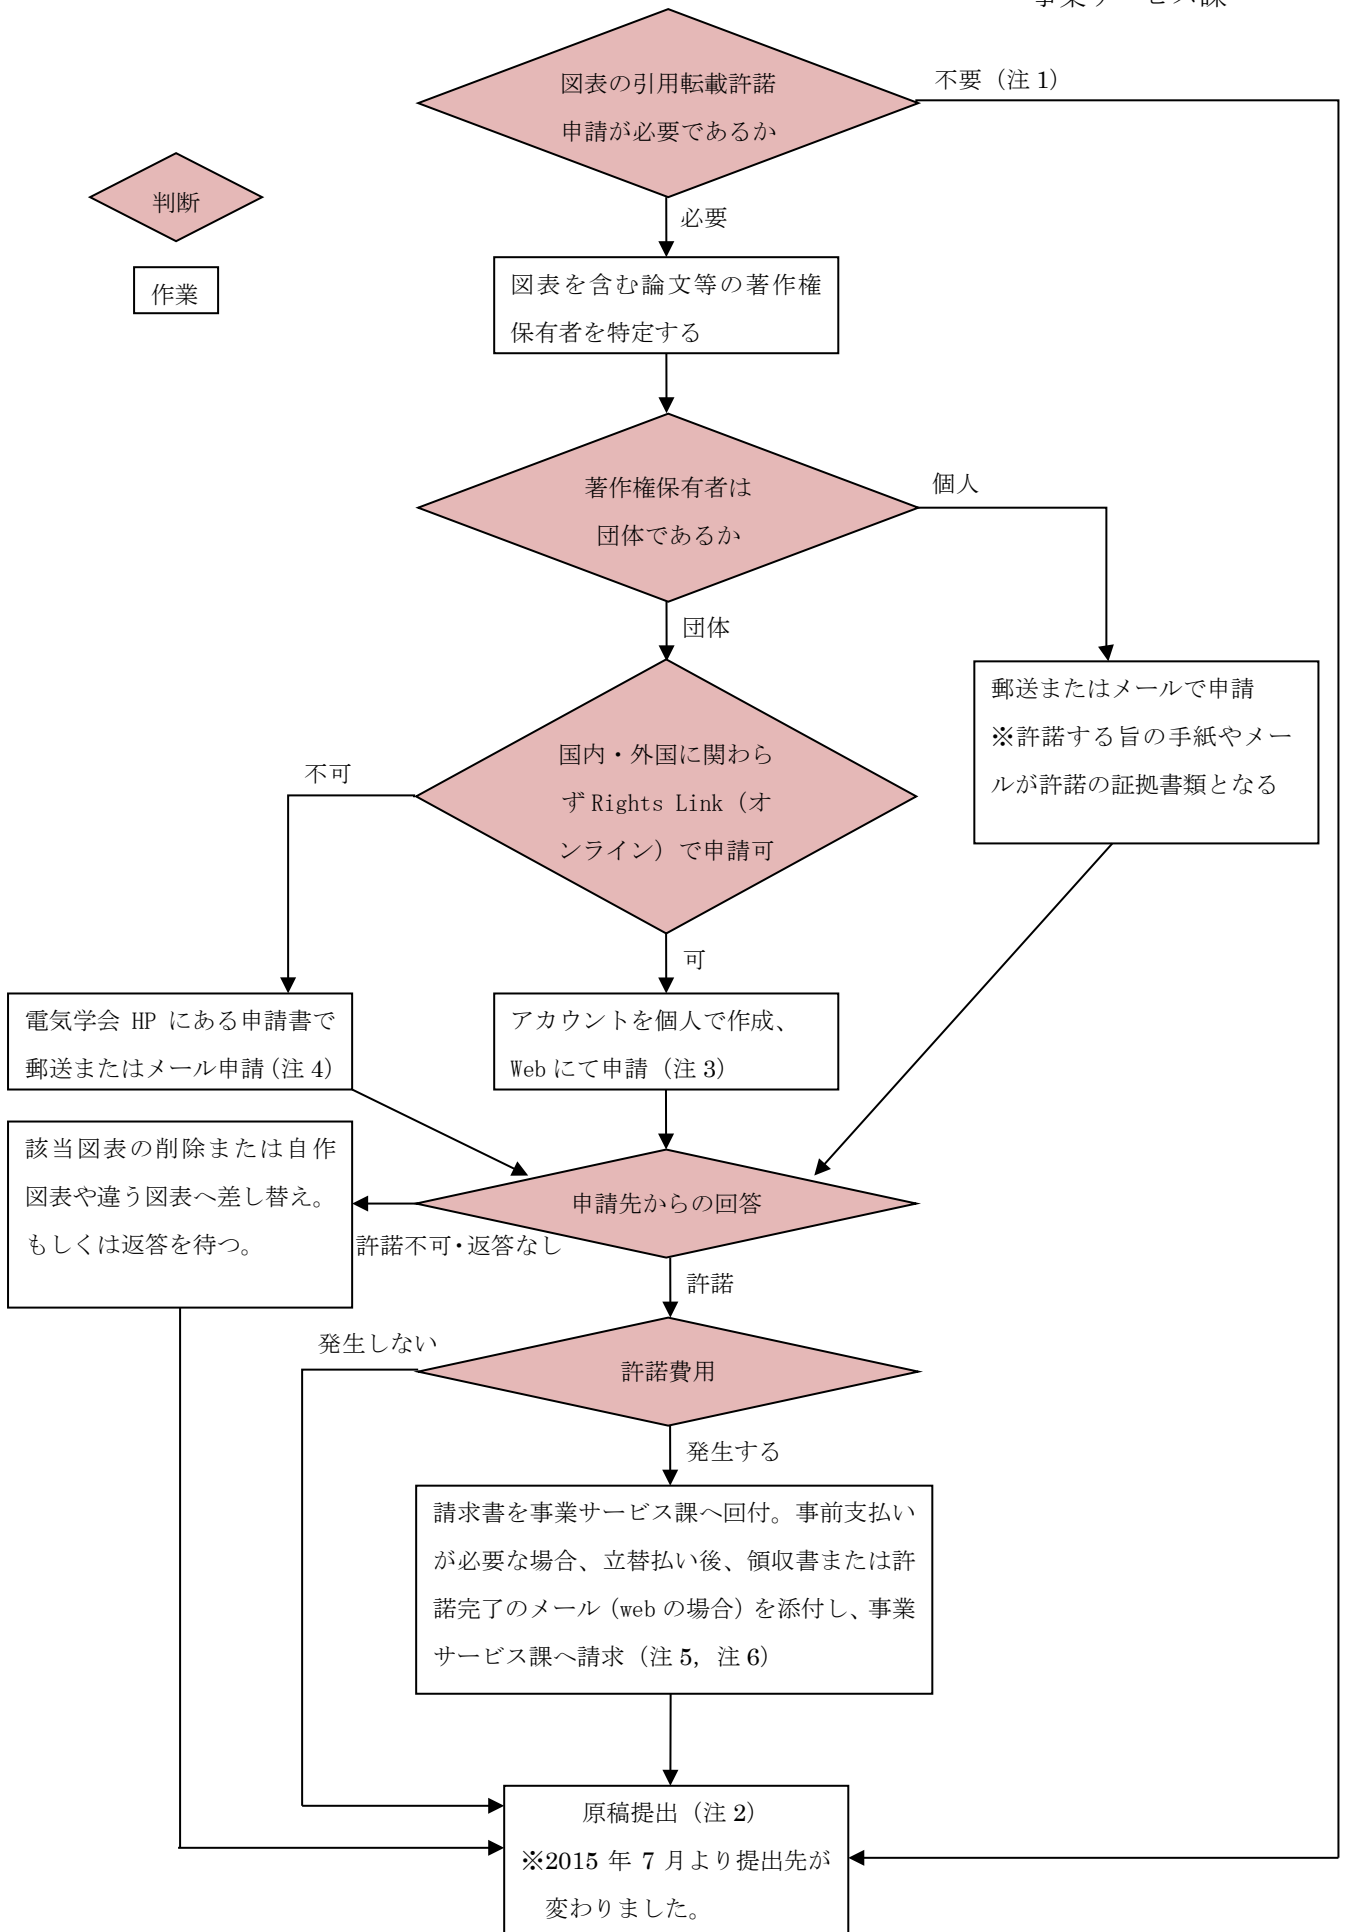 事業サービス課
図表の引用転載許諾
申請が必要であるか
不要（注 1）
判断
作業
必要
図表を含む論文等の著作権
保有者を特定する
著作権保有者は
団体であるか
個人
団体
郵送またはメールで申請
※許諾する旨の手紙やメー
ルが許諾の証拠書類となる
国内・外国に関わら
ず Rights Link（オ
ンライン）で申請可
不可
可
電気学会 HP にある申請書で
郵送またはメール申請（注 4）
アカウントを個人で作成、
Web にて申請（注 3）
該当図表の削除または自作
図表や違う図表へ差し替え。
もしくは返答を待つ。
申請先からの回答
許諾不可・返答なし
許諾
発生しない
許諾費用
発生する
請求書を事業サービス課へ回付。事前支払い
が必要な場合、立替払い後、領収書または許
諾完了のメール（web の場合）を添付し、事業
サービス課へ請求（注 5，注 6）
原稿提出（注 2）
※2015 年 7 月より提出先が
変わりました。